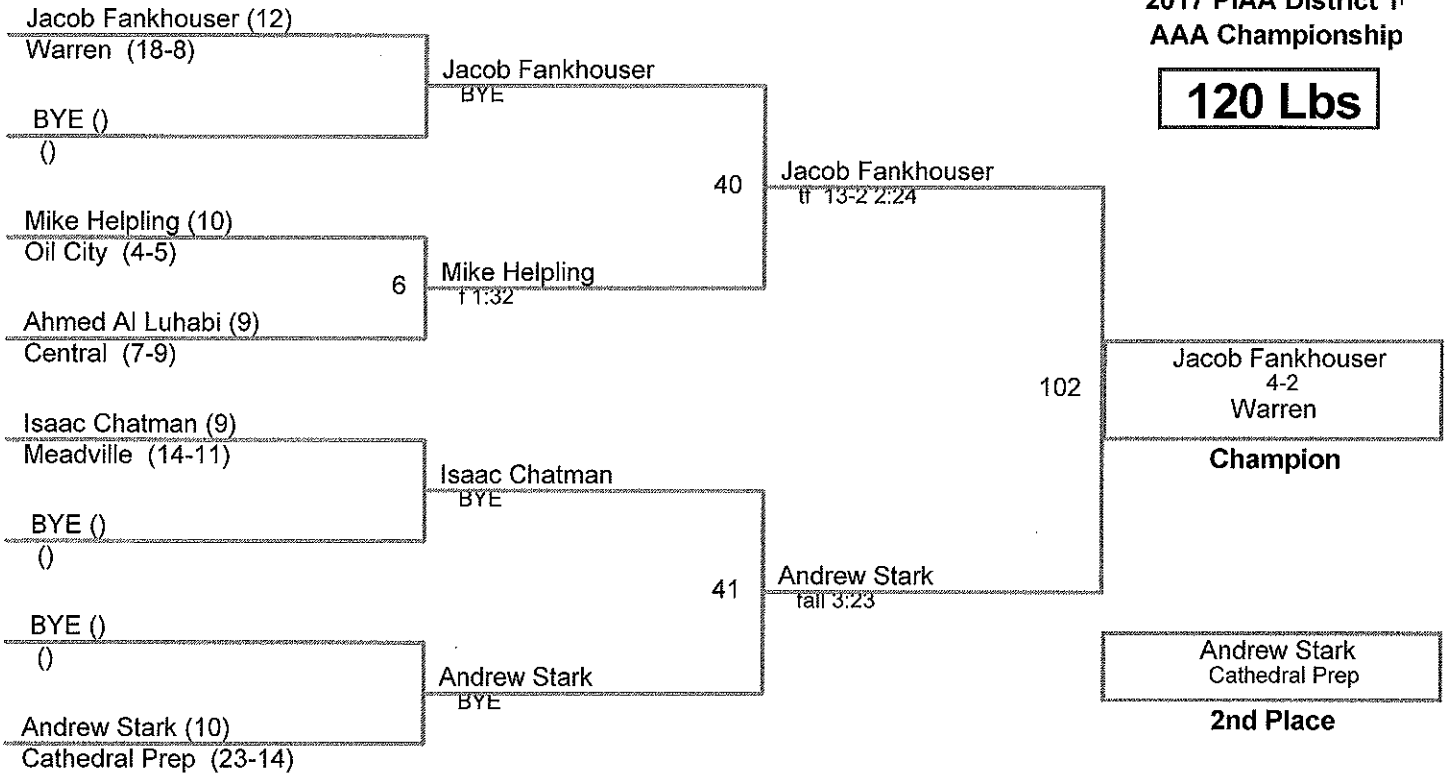 2017 PIAA District
AAA Championship
120 Lbs
Jacob Fankhouser (12)
Warren (18-8)
BYE ()
()
Mike Helpling (10)
Oil City (4-5)
Ahmed Al Luhabi (9)
Central (7-9)
Isaac Chatman (9)
Meadville (14-11)
BYE ()
()
BYE ()
()
Andrew Stark (10)
Cathedral Prep (23-14)
Jacob Fankhouser
BYE
6
Mike Helpling
f 1:32
Isaac Chatman
BYE
Andrew Stark
BYE
40
Jacob Fankhouser
tf 13-2 2:24
41
Andrew Stark
fall 3:23
102
Jacob Fankhouser
4-2
Warren
Champion
Andrew Stark
Cathedral Prep
2nd Place